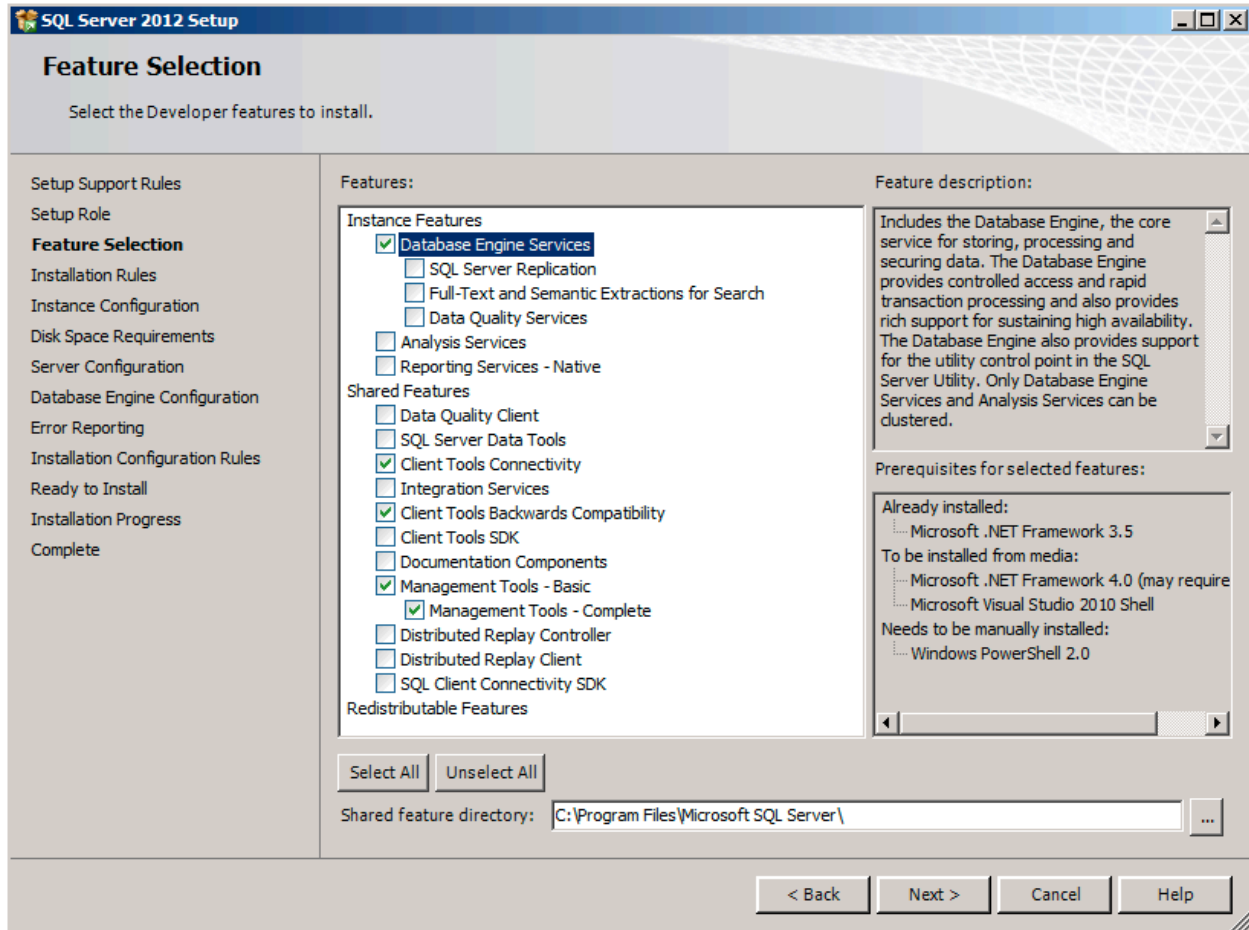 SQL Server 2012 Setup
Feature Selection
Select the Developer features to install.
Setup Support Rules
Setup Role
Feature Selection
Installation Rules
Instance Configuration
Disk Space Requirements
Server Configuration
Database Engine Configuration
Error Reporting
Installation Configuration Rules
Ready to Install
Installation Progress
Complete
Features:
Instance Features
Database Engine Services
SQL Server Replication
Full-Text and Semantic Extractions for Search
Data Quality Services
Analysis Services
Reporting Services - Native
Shared Features
Data Quality Client
SQL Server Data Tools
Client Tools Connectivity
Integration Services
Client Tools Backwards Compatibility
Client Tools SDK
Documentation Components
Management Tools - Basic
Management Tools - Complete
Distributed Replay Controller
Distributed Replay Client
SQL Client Connectivity SDK
Redistributable Features
Feature description:
Includes the Database Engine, the core
service for storing, processing and
securing data. The Database Engine
provides controlled access and rapid
transaction processing and also provides
rich support for sustaining high availability.
The Database Engine also provides support
for the utility control point in the SQL
Server Utility. Only Database Engine
Services and Analysis Services can be
clustered.
Prerequisites for selected features:
Already installed:
Microsoft .NET Framework 3.5
To be installed from media:
Microsoft .NET Framework 4.0 (may require
Microsoft Visual Studio 2010 Shell
Needs to be manually installed:
Windows PowerShell 2.0
Select All
Unselect All
Shared feature directory:
C:\Program Files\Microsoft SQL Server\
...
< Back
Next >
Cancel
Help